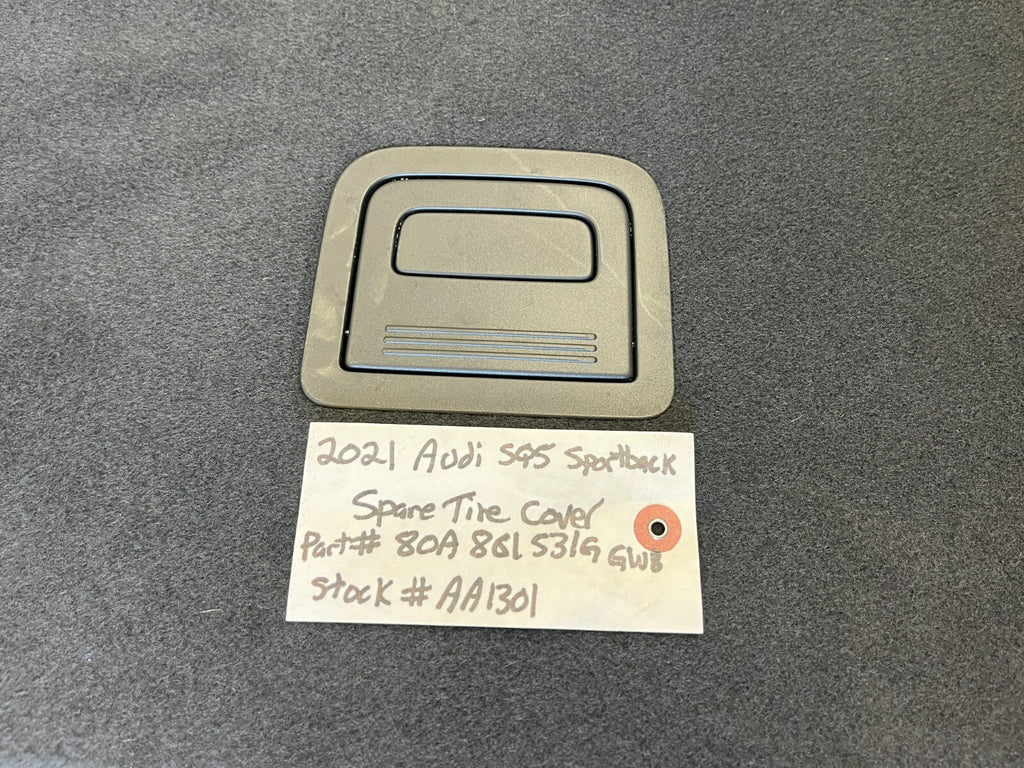 2021 Audi SQ5 Sportback
Spare Tire Cover
Part# 80A 861 531G GW8
Stock # AA1301